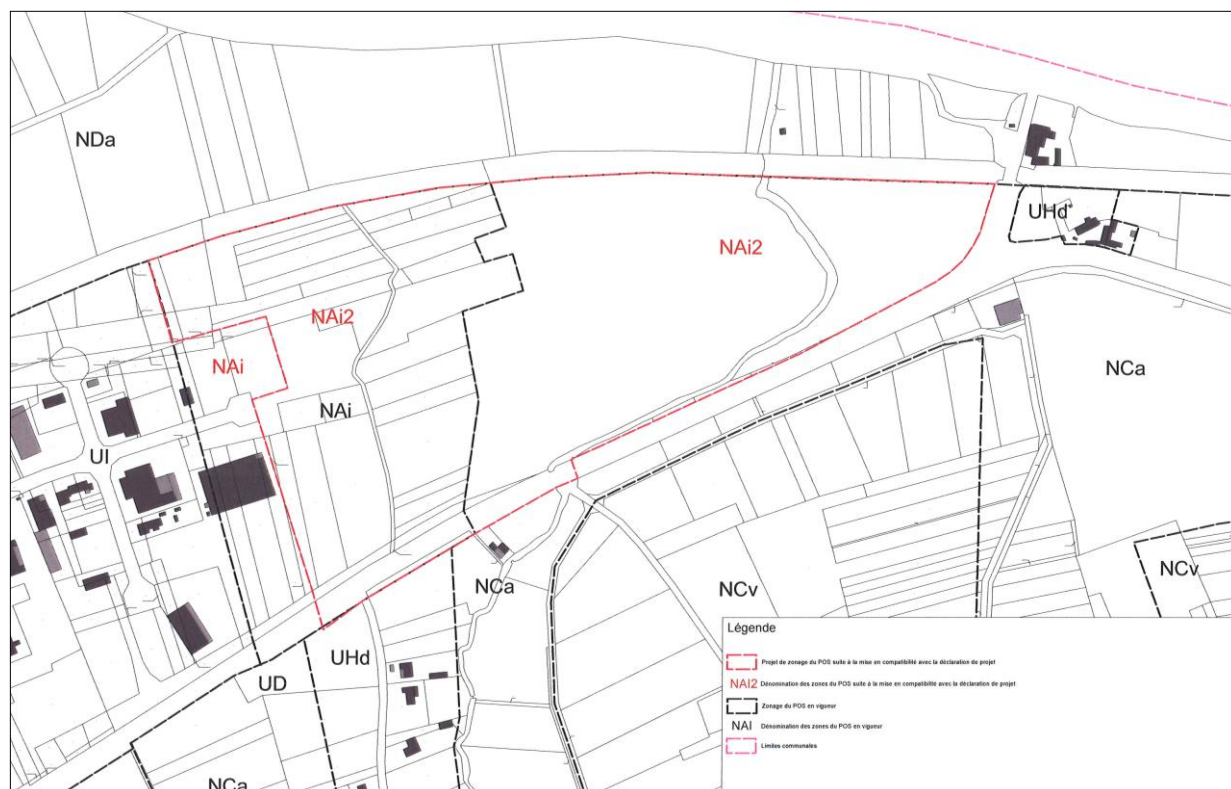 NDa
UHd*
NAi2
NAi2
NAi
NCa
NAi
UI
NCa
NCv
NCv
UHd
UD
NCa
Légende
Projet de zonage du POS suite à la mise en compatibilité avec la déclaration de projet
NAI2 Dénomination des zones du POS suite à la mise en compatibilité avec la déclaration de projet
Zonage du POS en vigueur
NAI Dénomination des zones du POS en vigueur
Limites communales